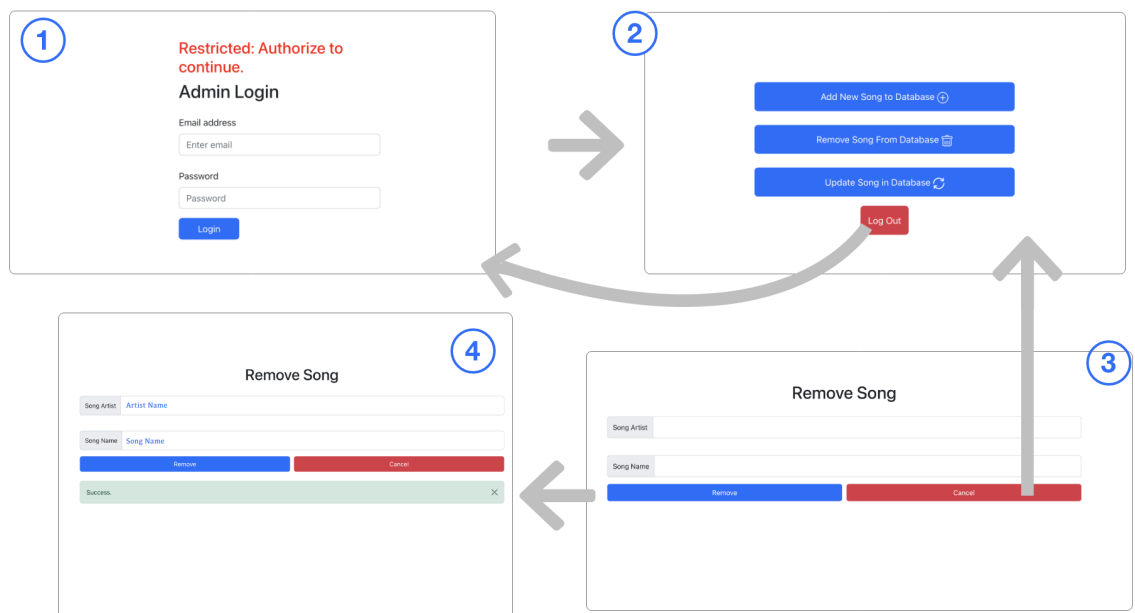 1
Restricted: Authorize to
continue.
Admin Login
Email address
Enter email
Password
Password
Login
2
Add New Song to Database
Remove Song From Database
Update Song in Database
Log Out
4
Remove Song
Song Artist Artist Name
Song Name Song Name
Remove Cancel
Success.
3
Remove Song
Song Artist
Song Name
Remove Cancel